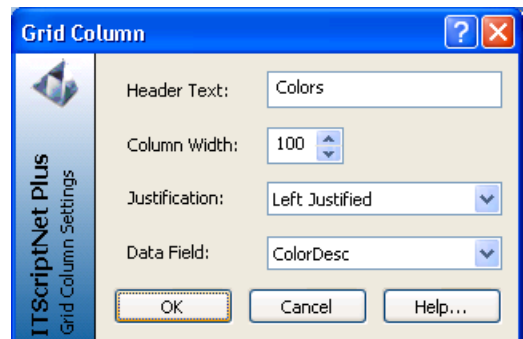 Grid Column
ITScriptNet Plus
Grid Column Settings
Header Text: Colors
Column Width: 100
Justification: Left Justified
Data Field: ColorDesc
OK Cancel Help...